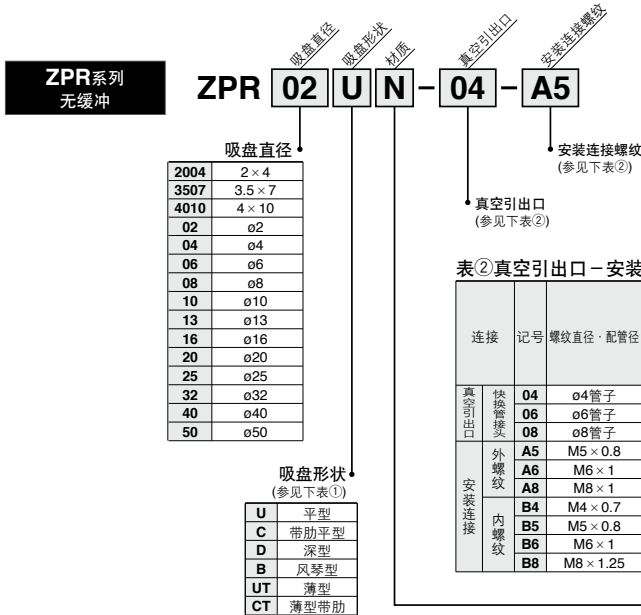 吸盘直径
吸盘形状
材质
真空引出口
安装连接螺纹
ZPR系列
无缓冲
ZPR 02 U N - 04 - A5
吸盘直径
2004 2×4
3507 3.5×7
4010 4×10
02 ø2
04 ø4
06 ø6
08 ø8
10 ø10
13 ø13
16 ø16
20 ø20
25 ø25
32 ø32
40 ø40
50 ø50
安装连接螺纹
(参见下表②)
真空引出口
(参见下表②)
表②真空引出口－安装
连接 记号 螺纹直径·配管径
真空引出口 快换管接头 04 ø4管子
06 ø6管子
08 ø8管子
安装连接 外螺纹 A5 M5×0.8
A6 M6×1
A8 M8×1
内螺纹 B4 M4×0.7
B5 M5×0.8
B6 M6×1
B8 M8×1.25
吸盘形状
(参见下表①)
U 平型
C 带肋平型
D 深型
B 风琴型
UT 薄型
CT 薄型带肋